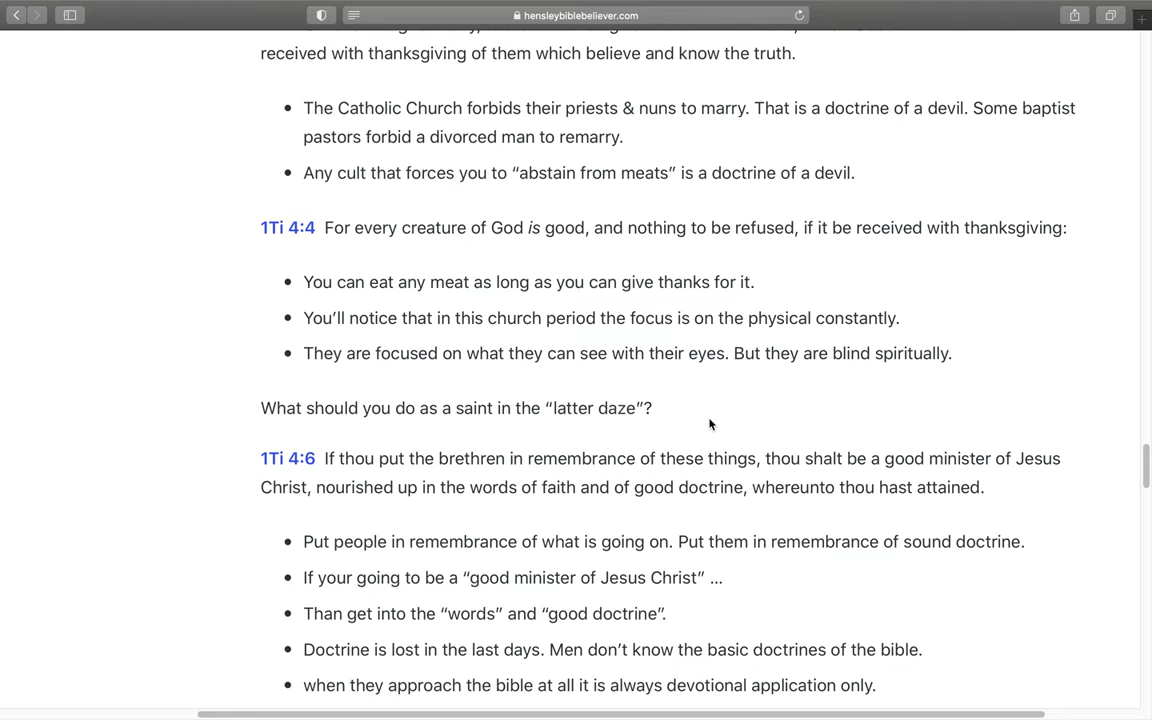 hensleybiblebeliever.com
received with thanksgiving of them which believe and know the truth.
• The Catholic Church forbids their priests & nuns to marry. That is a doctrine of a devil. Some baptist
pastors forbid a divorced man to remarry.
• Any cult that forces you to “abstain from meats” is a doctrine of a devil.
1Ti 4:4 For every creature of God is good, and nothing to be refused, if it be received with thanksgiving:
• You can eat any meat as long as you can give thanks for it.
• You’ll notice that in this church period the focus is on the physical constantly.
• They are focused on what they can see with their eyes. But they are blind spiritually.
What should you do as a saint in the “latter daze”?
1Ti 4:6 If thou put the brethren in remembrance of these things, thou shalt be a good minister of Jesus
Christ, nourished up in the words of faith and of good doctrine, whereunto thou hast attained.
• Put people in remembrance of what is going on. Put them in remembrance of sound doctrine.
• If your going to be a “good minister of Jesus Christ” ...
• Than get into the “words” and “good doctrine”.
• Doctrine is lost in the last days. Men don’t know the basic doctrines of the bible.
• when they approach the bible at all it is always devotional application only.